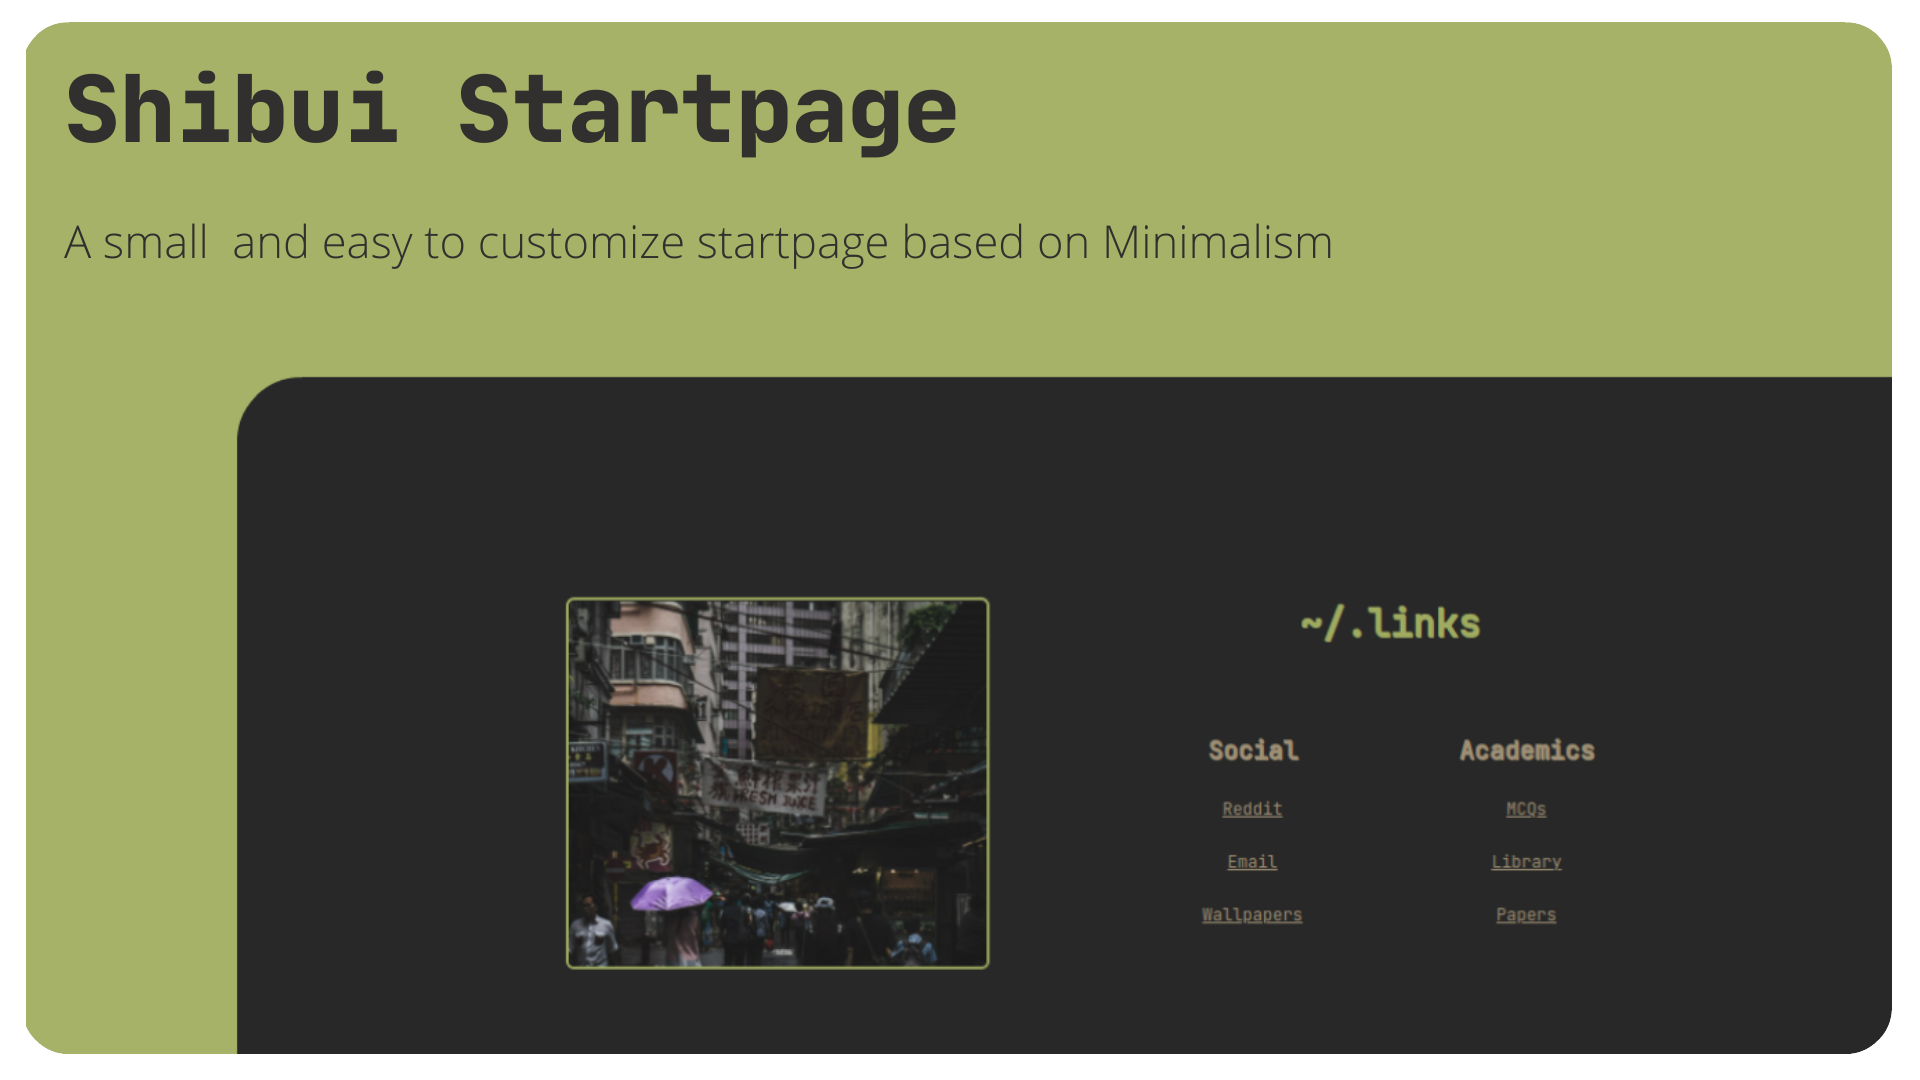 Shibui Startpage
A small  and easy to customize startpage based on Minimalism
~/.links
Social
Reddit
Email
Wallpapers
Academics
MCQs
Library
Papers
FRESH JUICE